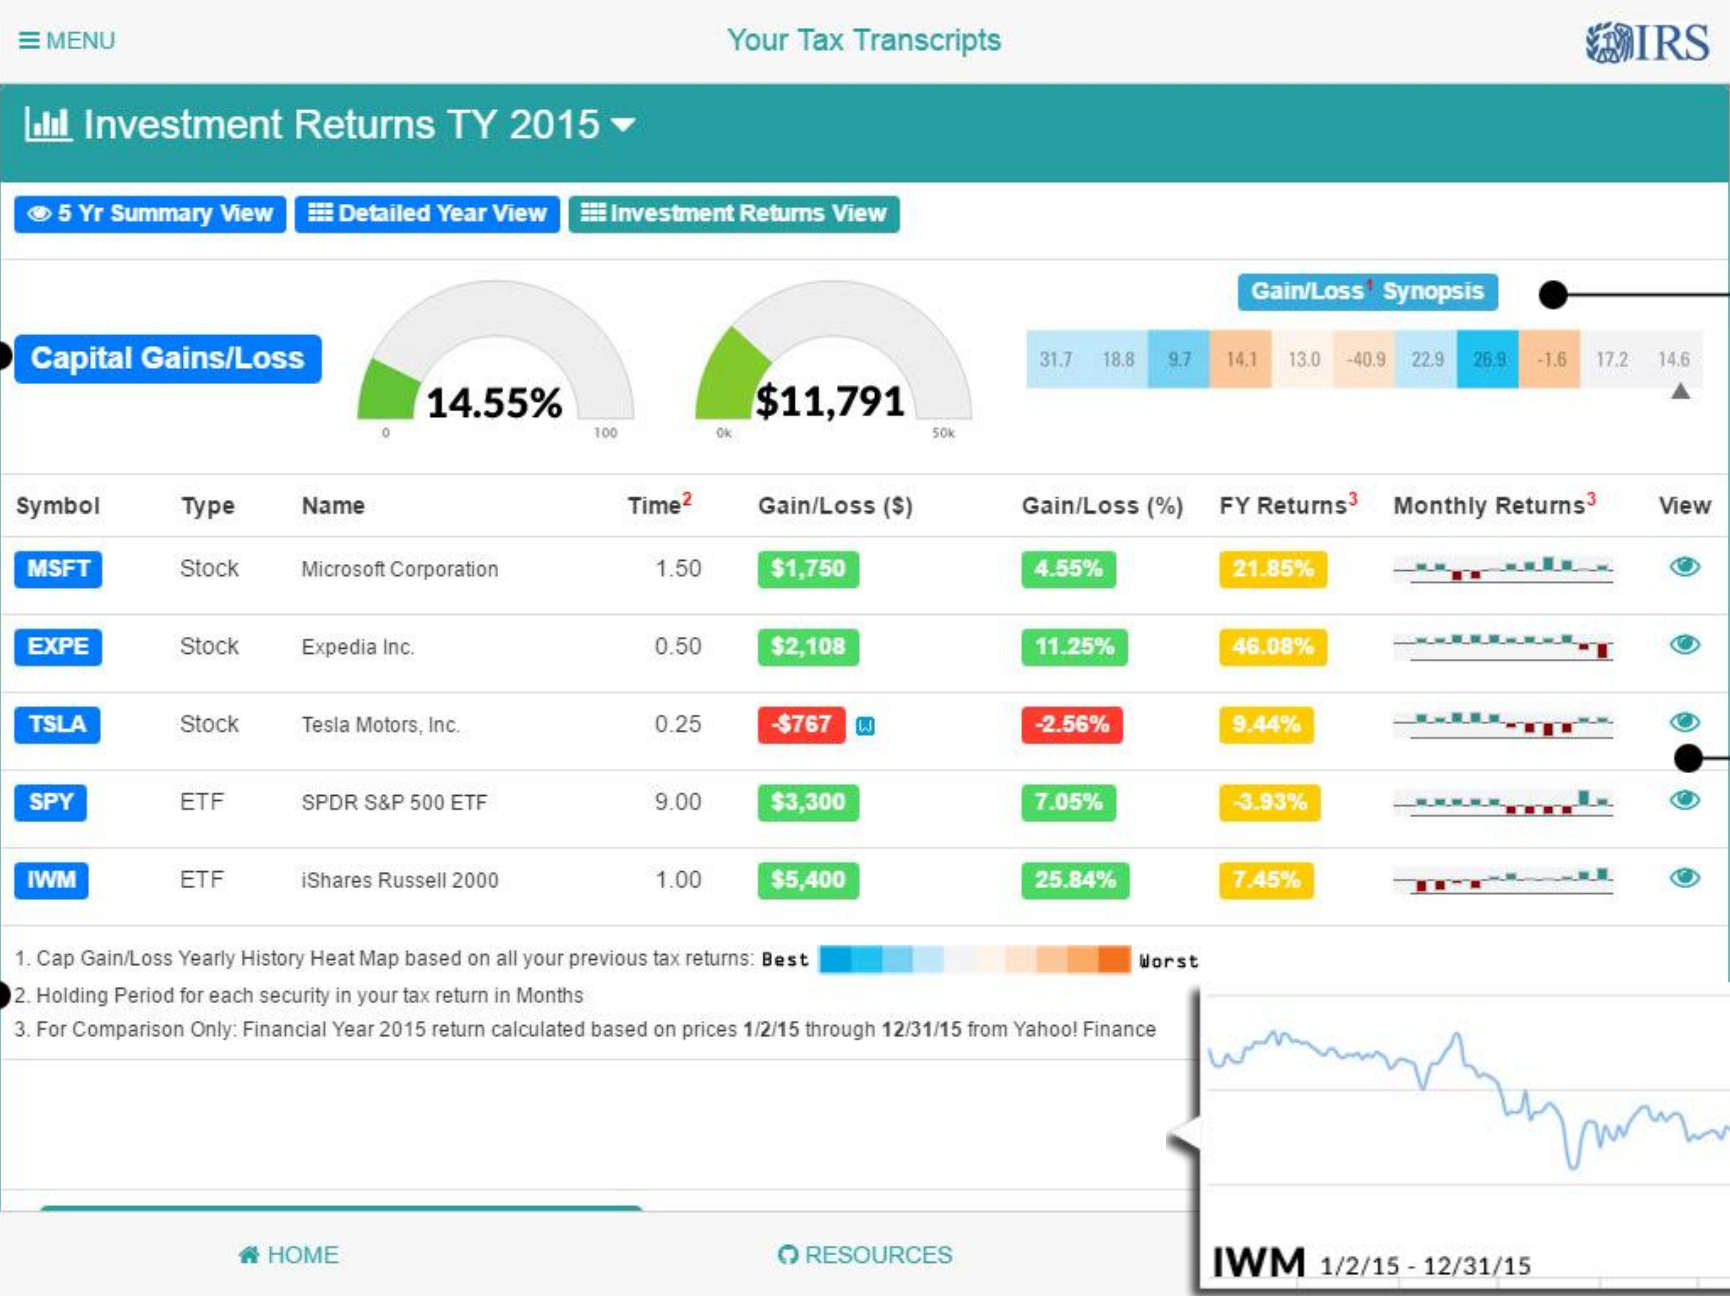 MENU
Your Tax Transcripts
IRS
Investment Returns TY 2015
5 Yr Summary View
Detailed Year View
Investment Returns View
Gain/Loss¹ Synopsis
Capital Gains/Loss
14.55%
0
100
$11,791
0k
50k
31.7 18.8 9.7 14.1 13.0 -40.9 22.9 26.9 -1.6 17.2 14.6
Symbol Type Name Time² Gain/Loss ($) Gain/Loss (%) FY Returns³ Monthly Returns³ View
MSFT Stock Microsoft Corporation 1.50 $1,750 4.55% 21.85%
EXPE Stock Expedia Inc. 0.50 $2,108 11.25% 46.08%
TSLA Stock Tesla Motors, Inc. 0.25 -$767 W -2.56% 9.44%
SPY ETF SPDR S&P 500 ETF 9.00 $3,300 7.05% -3.93%
IWM ETF iShares Russell 2000 1.00 $5,400 25.84% 7.45%
1. Cap Gain/Loss Yearly History Heat Map based on all your previous tax returns: Best Worst
2. Holding Period for each security in your tax return in Months
3. For Comparison Only: Financial Year 2015 return calculated based on prices 1/2/15 through 12/31/15 from Yahoo! Finance
HOME
RESOURCES
IWM 1/2/15 - 12/31/15